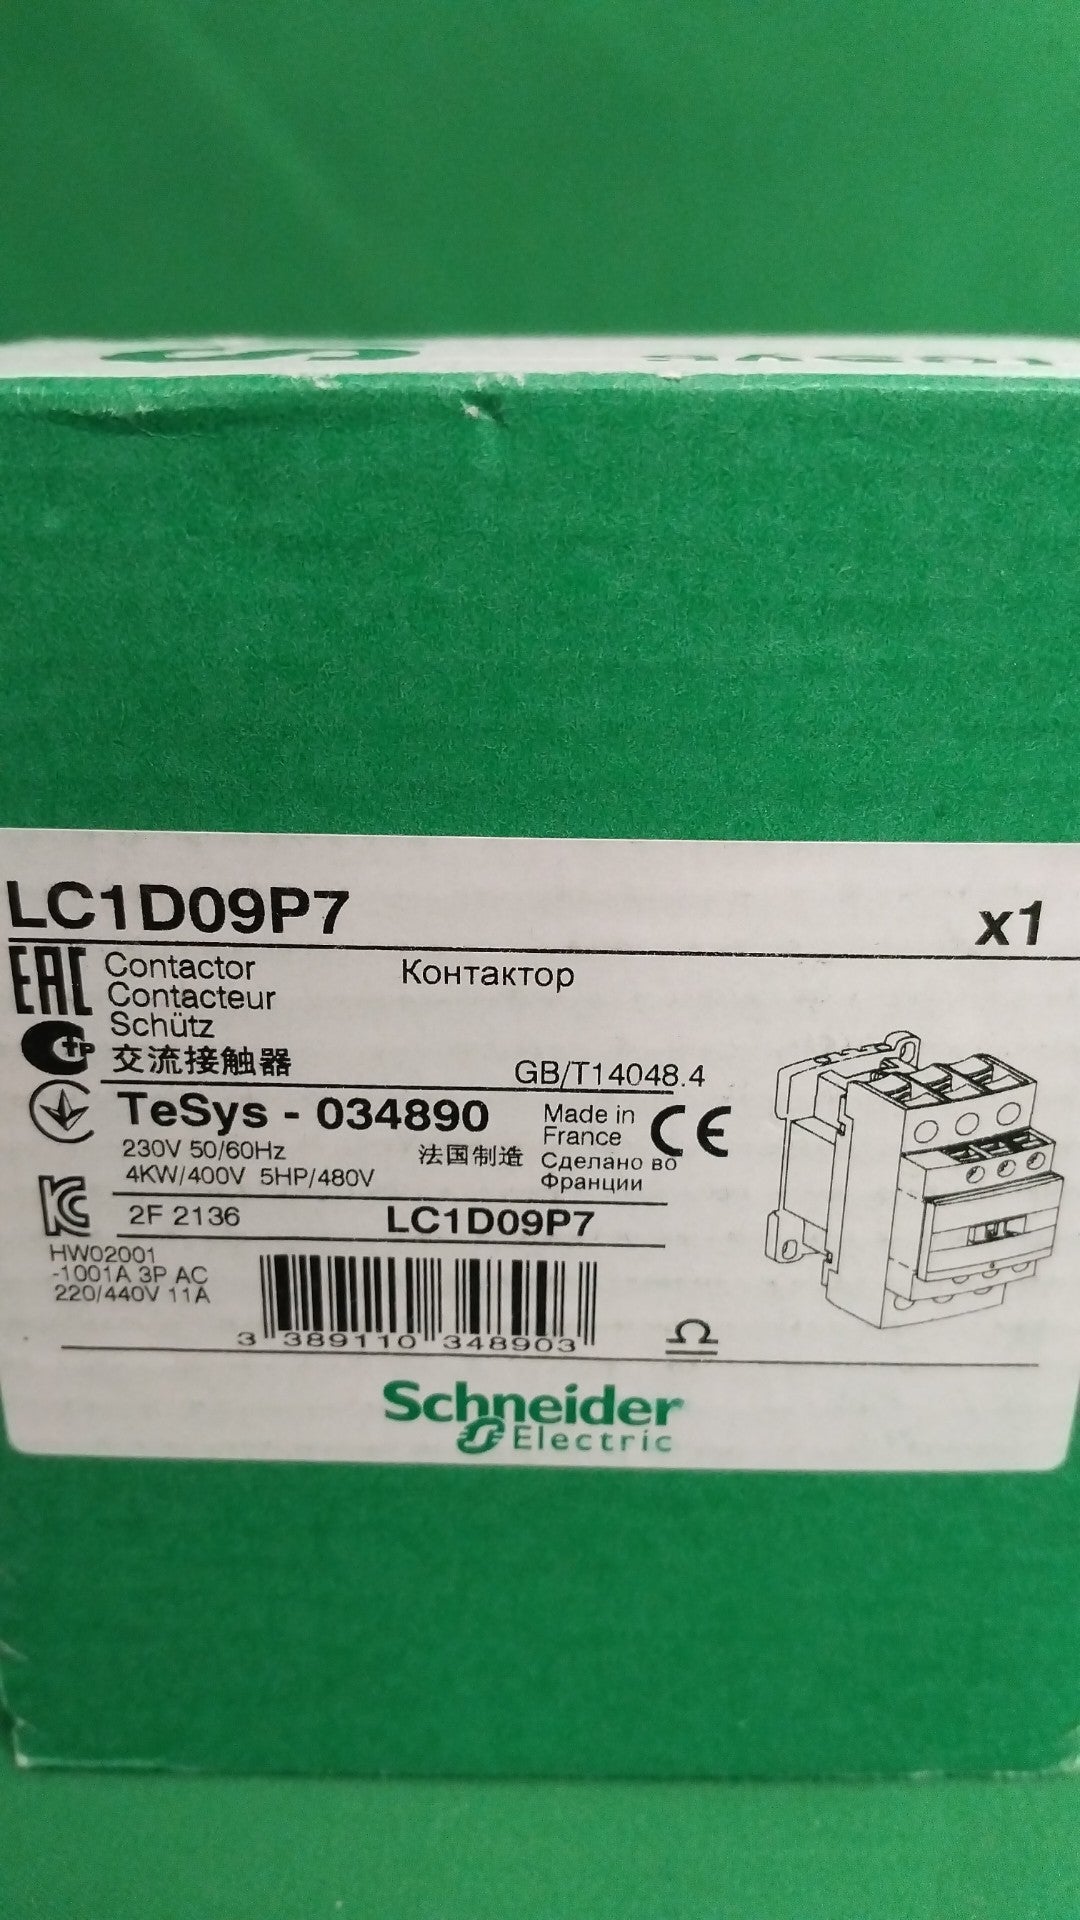 LC1D09P7
x1
EAC
Contactor
Контактор
Contacteur
Schütz
交流接触器
GB/T14048.4
TeSys - 034890
230V 50/60Hz
4KW/400V 5HP/480V
法国制造
Made in
France
Сделано во
Франции
CE
2F 2136
LC1D09P7
HW02001
-1001A 3P AC
220/440V 11A
3 389110 348903
Schneider
Electric